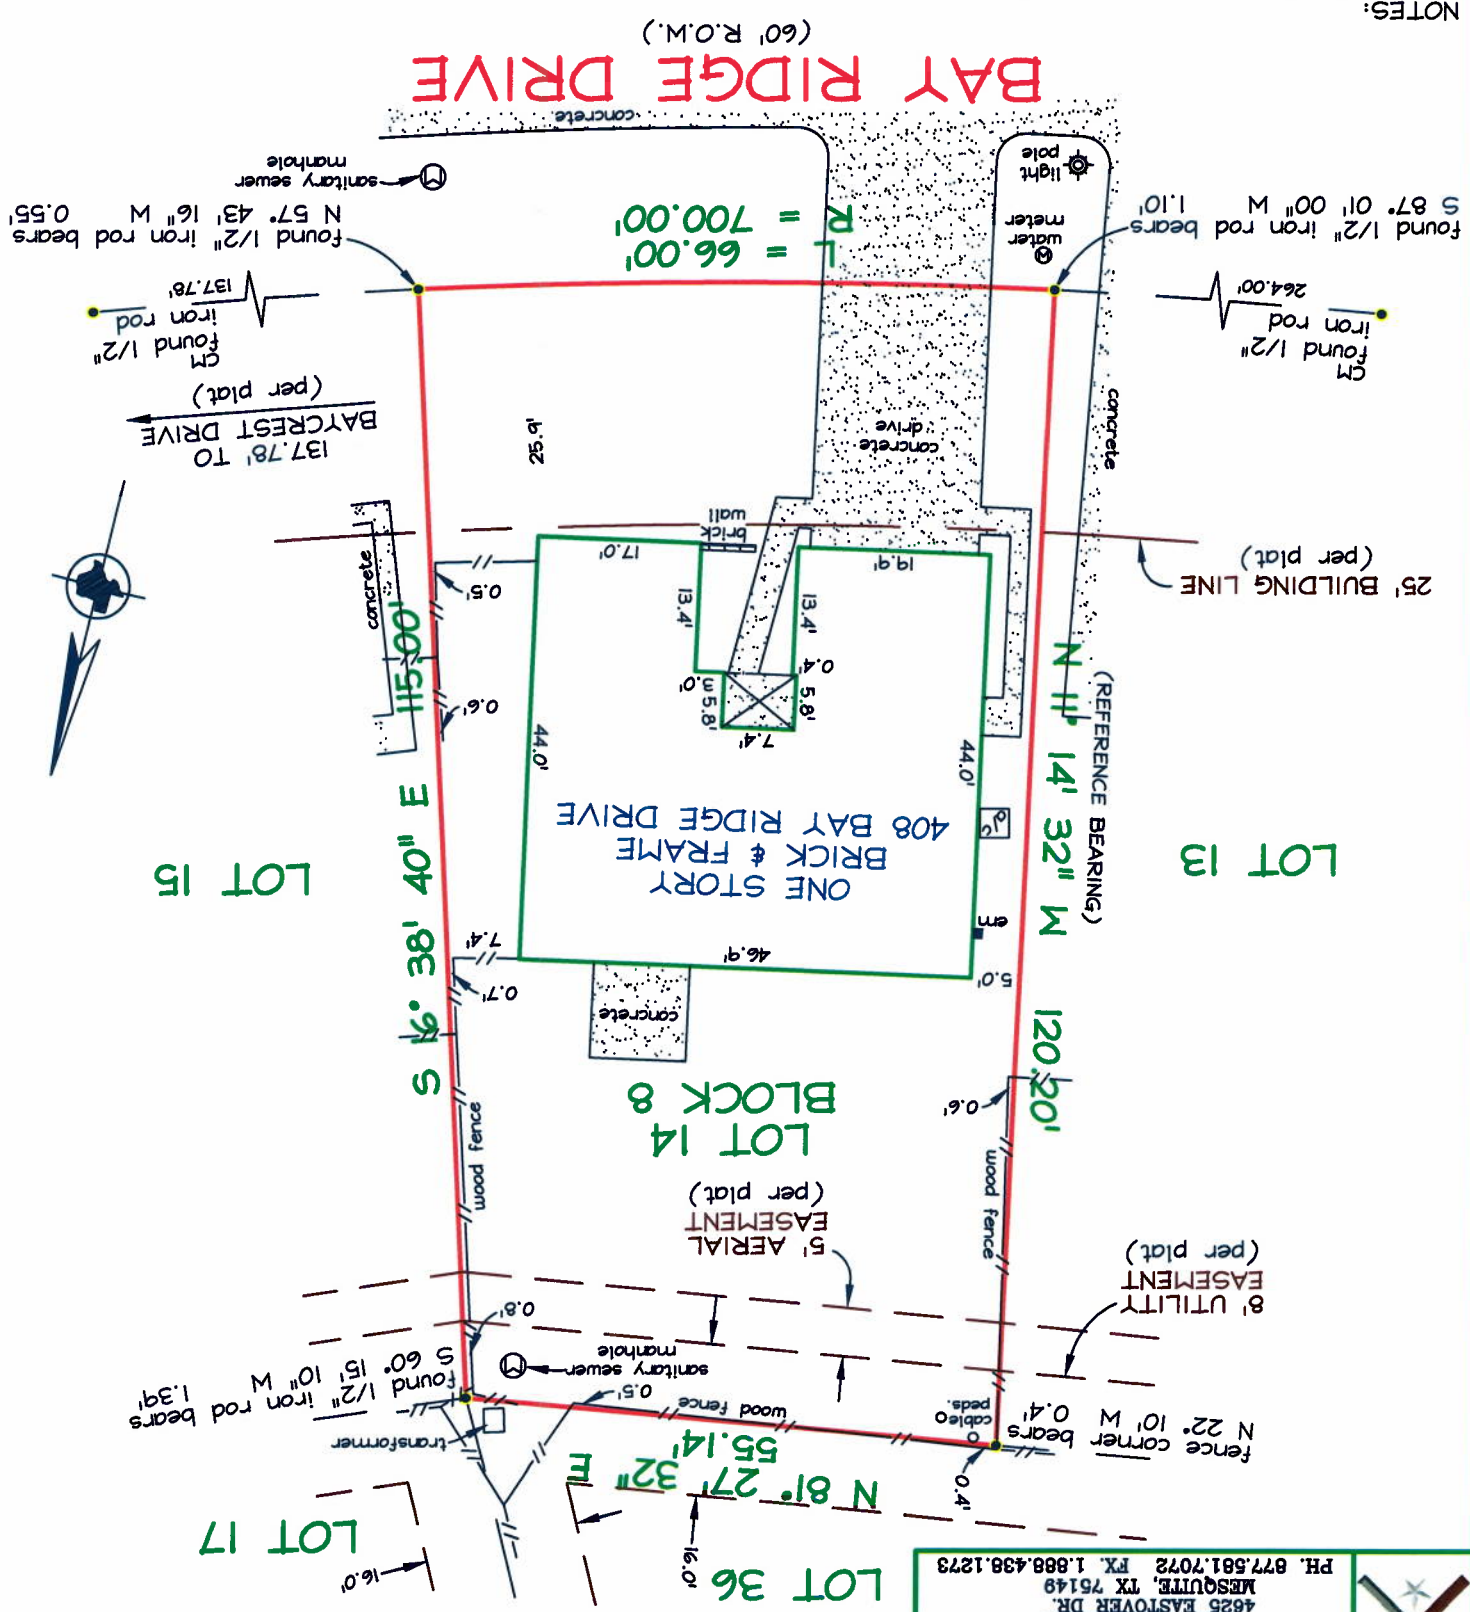 4625 EASTOVER DR.
MESQUITE, TX 75149
PH. 877.581.7072 FX. 1.888.438.1273
LOT 36
16.0'
LOT 17
16.0'
N 81° 27' 32" E
55.14'
0.4'
fence corner bears
N 22° 10' W 0.4'
cable
peds.
wood fence
0.5'
transformer
found 1/2" iron rod bears
S 60° 15' 10" W 1.39'
sanitary sewer
manhole
0.8'
8' UTILITY
EASEMENT
(per plat)
5' AERIAL
EASEMENT
(per plat)
wood fence
wood fence
LOT 14
BLOCK 8
0.6'
120.20'
S 16° 38' 40" E 115.00'
concrete
0.7'
5.0'
46.9'
7.4'
em
LOT 13
LOT 15
ONE STORY
BRICK & FRAME
408 BAY RIDGE DRIVE
a/c
N 11° 14' 32" W
(REFERENCE BEARING)
44.0'
44.0'
7.4'
5.8'
5.8'
0.4'
3.0'
0.6'
13.4'
13.4'
0.5'
concrete
19.9'
17.0'
brick
wall
25' BUILDING LINE
(per plat)
concrete
drive
concrete
25.9'
137.78' TO
BAYCREST DRIVE
(per plat)
CM
found 1/2"
iron rod
264.00'
CM
found 1/2"
iron rod
137.78'
L = 66.00'
R = 700.00'
found 1/2" iron rod bears
S 87° 01' 00" W 1.10'
water
meter
light
pole
found 1/2" iron rod bears
N 57° 43' 16" W 0.55'
sanitary sewer
manhole
concrete
BAY RIDGE DRIVE
(60' R.O.W.)
NOTES: